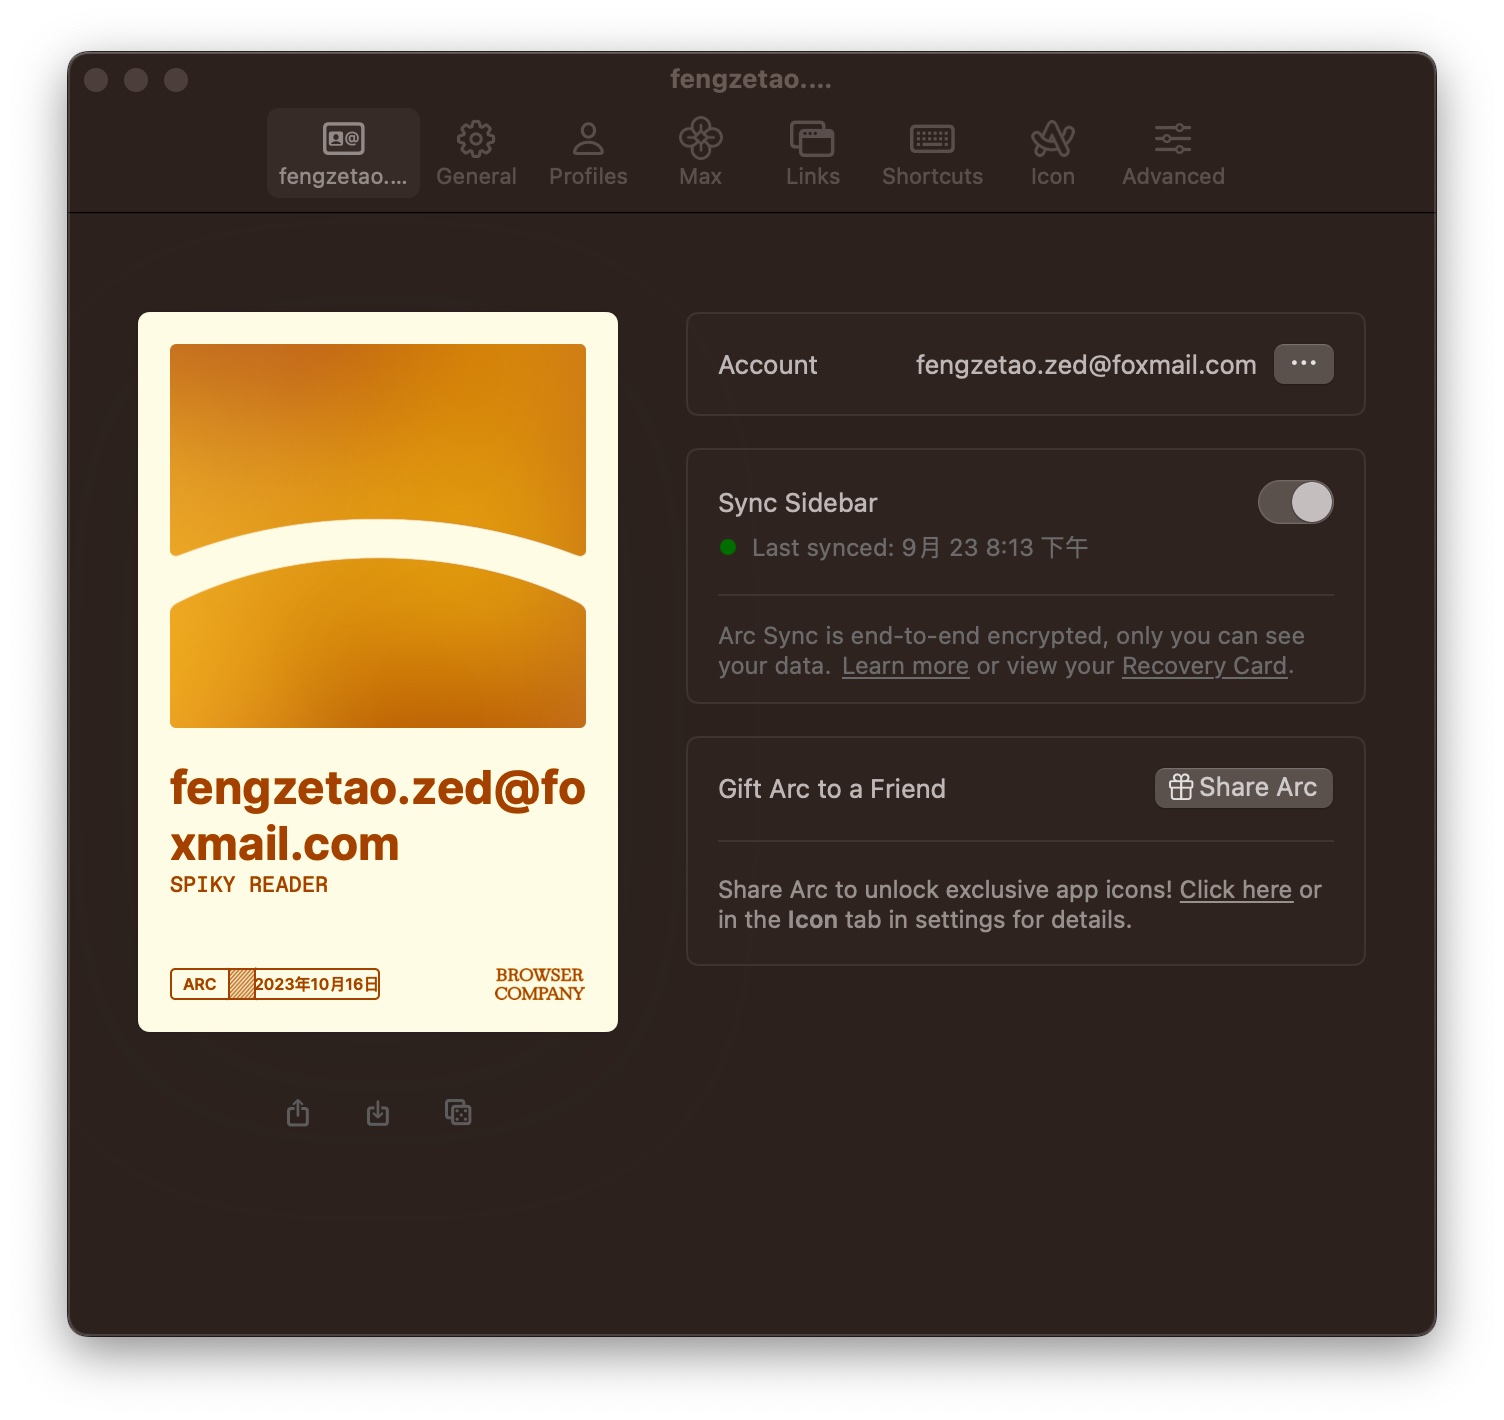 fengzetao....
fengzetao.... General Profiles Max Links Shortcuts Icon Advanced
fengzetao.zed@fo
xmail.com
SPIKY READER
ARC 2023年10月16日
BROWSER
COMPANY
Account fengzetao.zed@foxmail.com
Sync Sidebar
Last synced: 9月 23 8:13 下午
Arc Sync is end-to-end encrypted, only you can see
your data. Learn more or view your Recovery Card.
Gift Arc to a Friend Share Arc
Share Arc to unlock exclusive app icons! Click here or
in the Icon tab in settings for details.